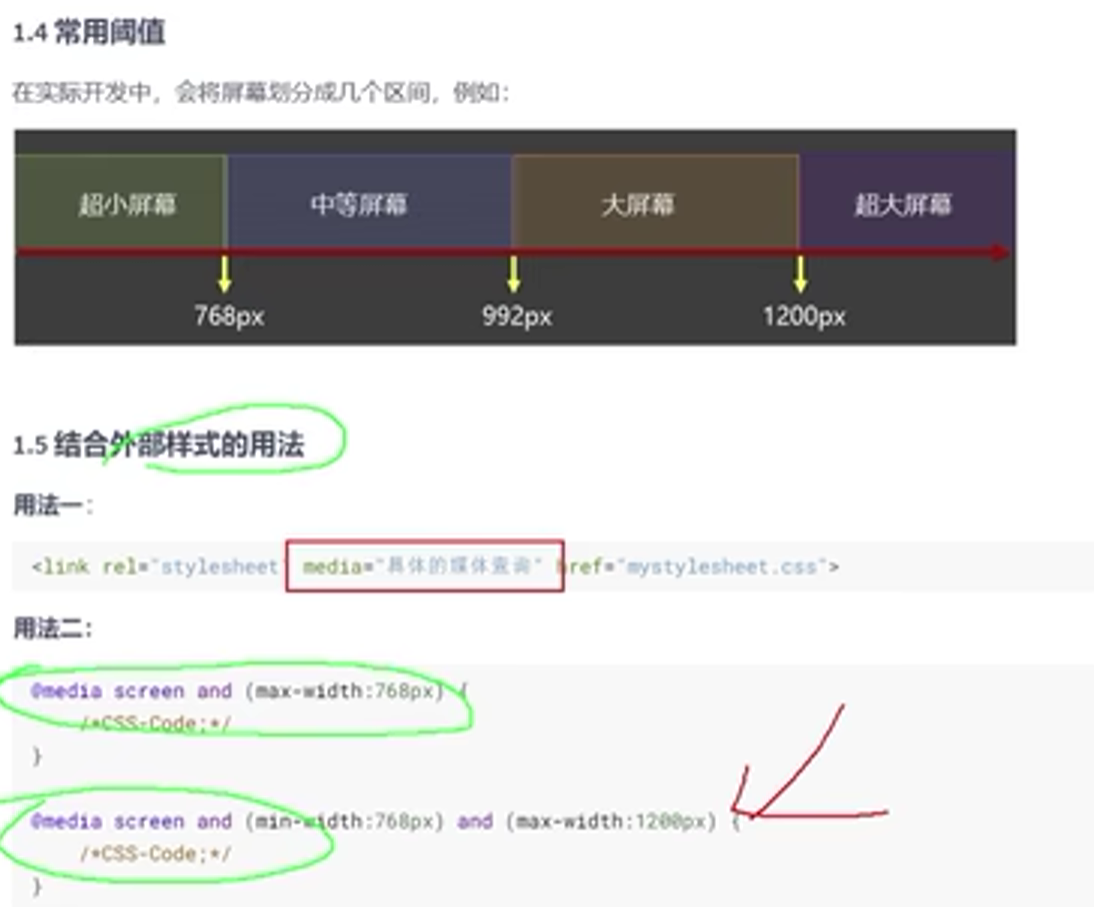 1.4 常用阈值
在实际开发中，会将屏幕划分成几个区间，例如：
超小屏幕 中等屏幕 大屏幕 超大屏幕
768px 992px 1200px
1.5 结合外部样式的用法
用法一：
<link rel="stylesheet" media="具体的媒体查询" href="mystylesheet.css">
用法二：
@media screen and (max-width:768px) {
/*CSS-Code;*/
}
@media screen and (min-width:768px) and (max-width:1200px) {
/*CSS-Code;*/
}